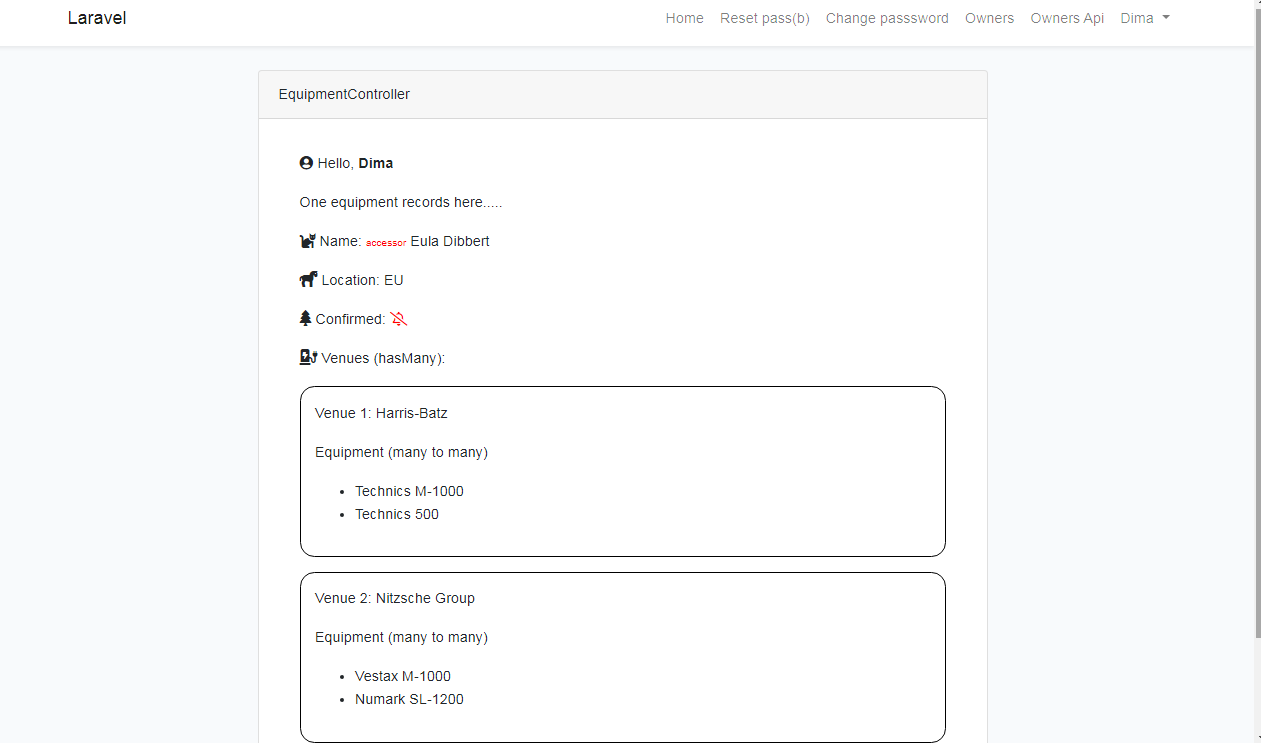 Laravel
Home Reset pass(b) Change passsword Owners Owners Api Dima
EquipmentController
Hello, Dima
One equipment records here.....
Name: accessor Eula Dibbert
Location: EU
Confirmed:
Venues (hasMany):
Venue 1: Harris-Batz
Equipment (many to many)
• Technics M-1000
• Technics 500
Venue 2: Nitzsche Group
Equipment (many to many)
• Vestax M-1000
• Numark SL-1200